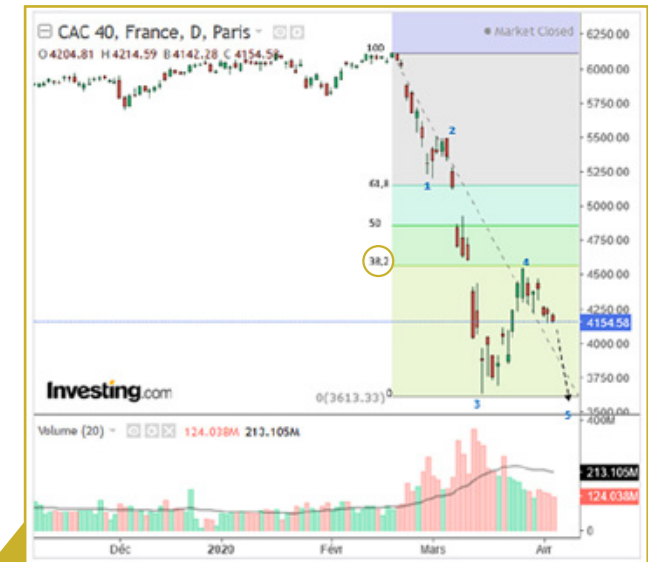 CAC 40, France, D, Paris
Market Closed
O 4204.81 H 4214.59 B 4142.28 C 4154.58
6250.00
100
6000.00
5750.00
5500.00
2
5250.00
61,8
1
5000.00
50
4750.00
38,2
4
4500.00
4250.00
4154.58
4000.00
3750.00
Investing.com
0(3613.33)
0
3
3500.00
5
400M
Volume (20)
124.038M 213.105M
213.105M
124.038M
0
Déc 2020 Févr Mars Avr